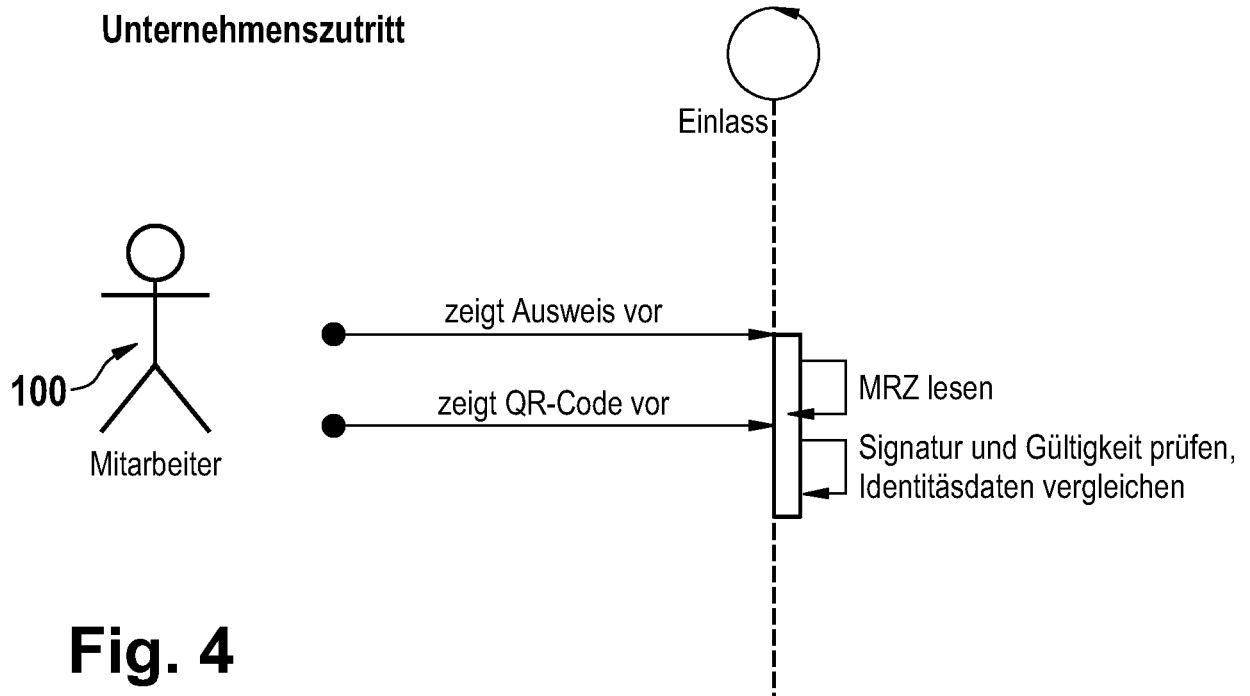 Unternehmenszutritt
Einlass
zeigt Ausweis vor
MRZ lesen
100
zeigt QR-Code vor
Mitarbeiter
Signatur und Gültigkeit prüfen,
Identitäsdaten vergleichen
Fig. 4